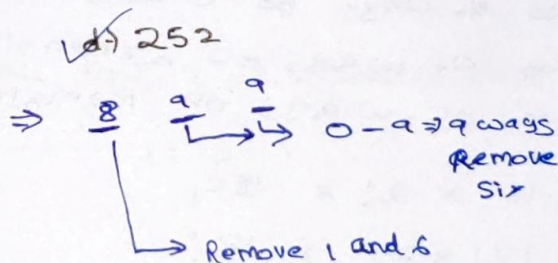 d-) 252
⇒ 8 9 9 0 - 9 ⇒ 9 ways
Remove
Six
Remove 1 and 6